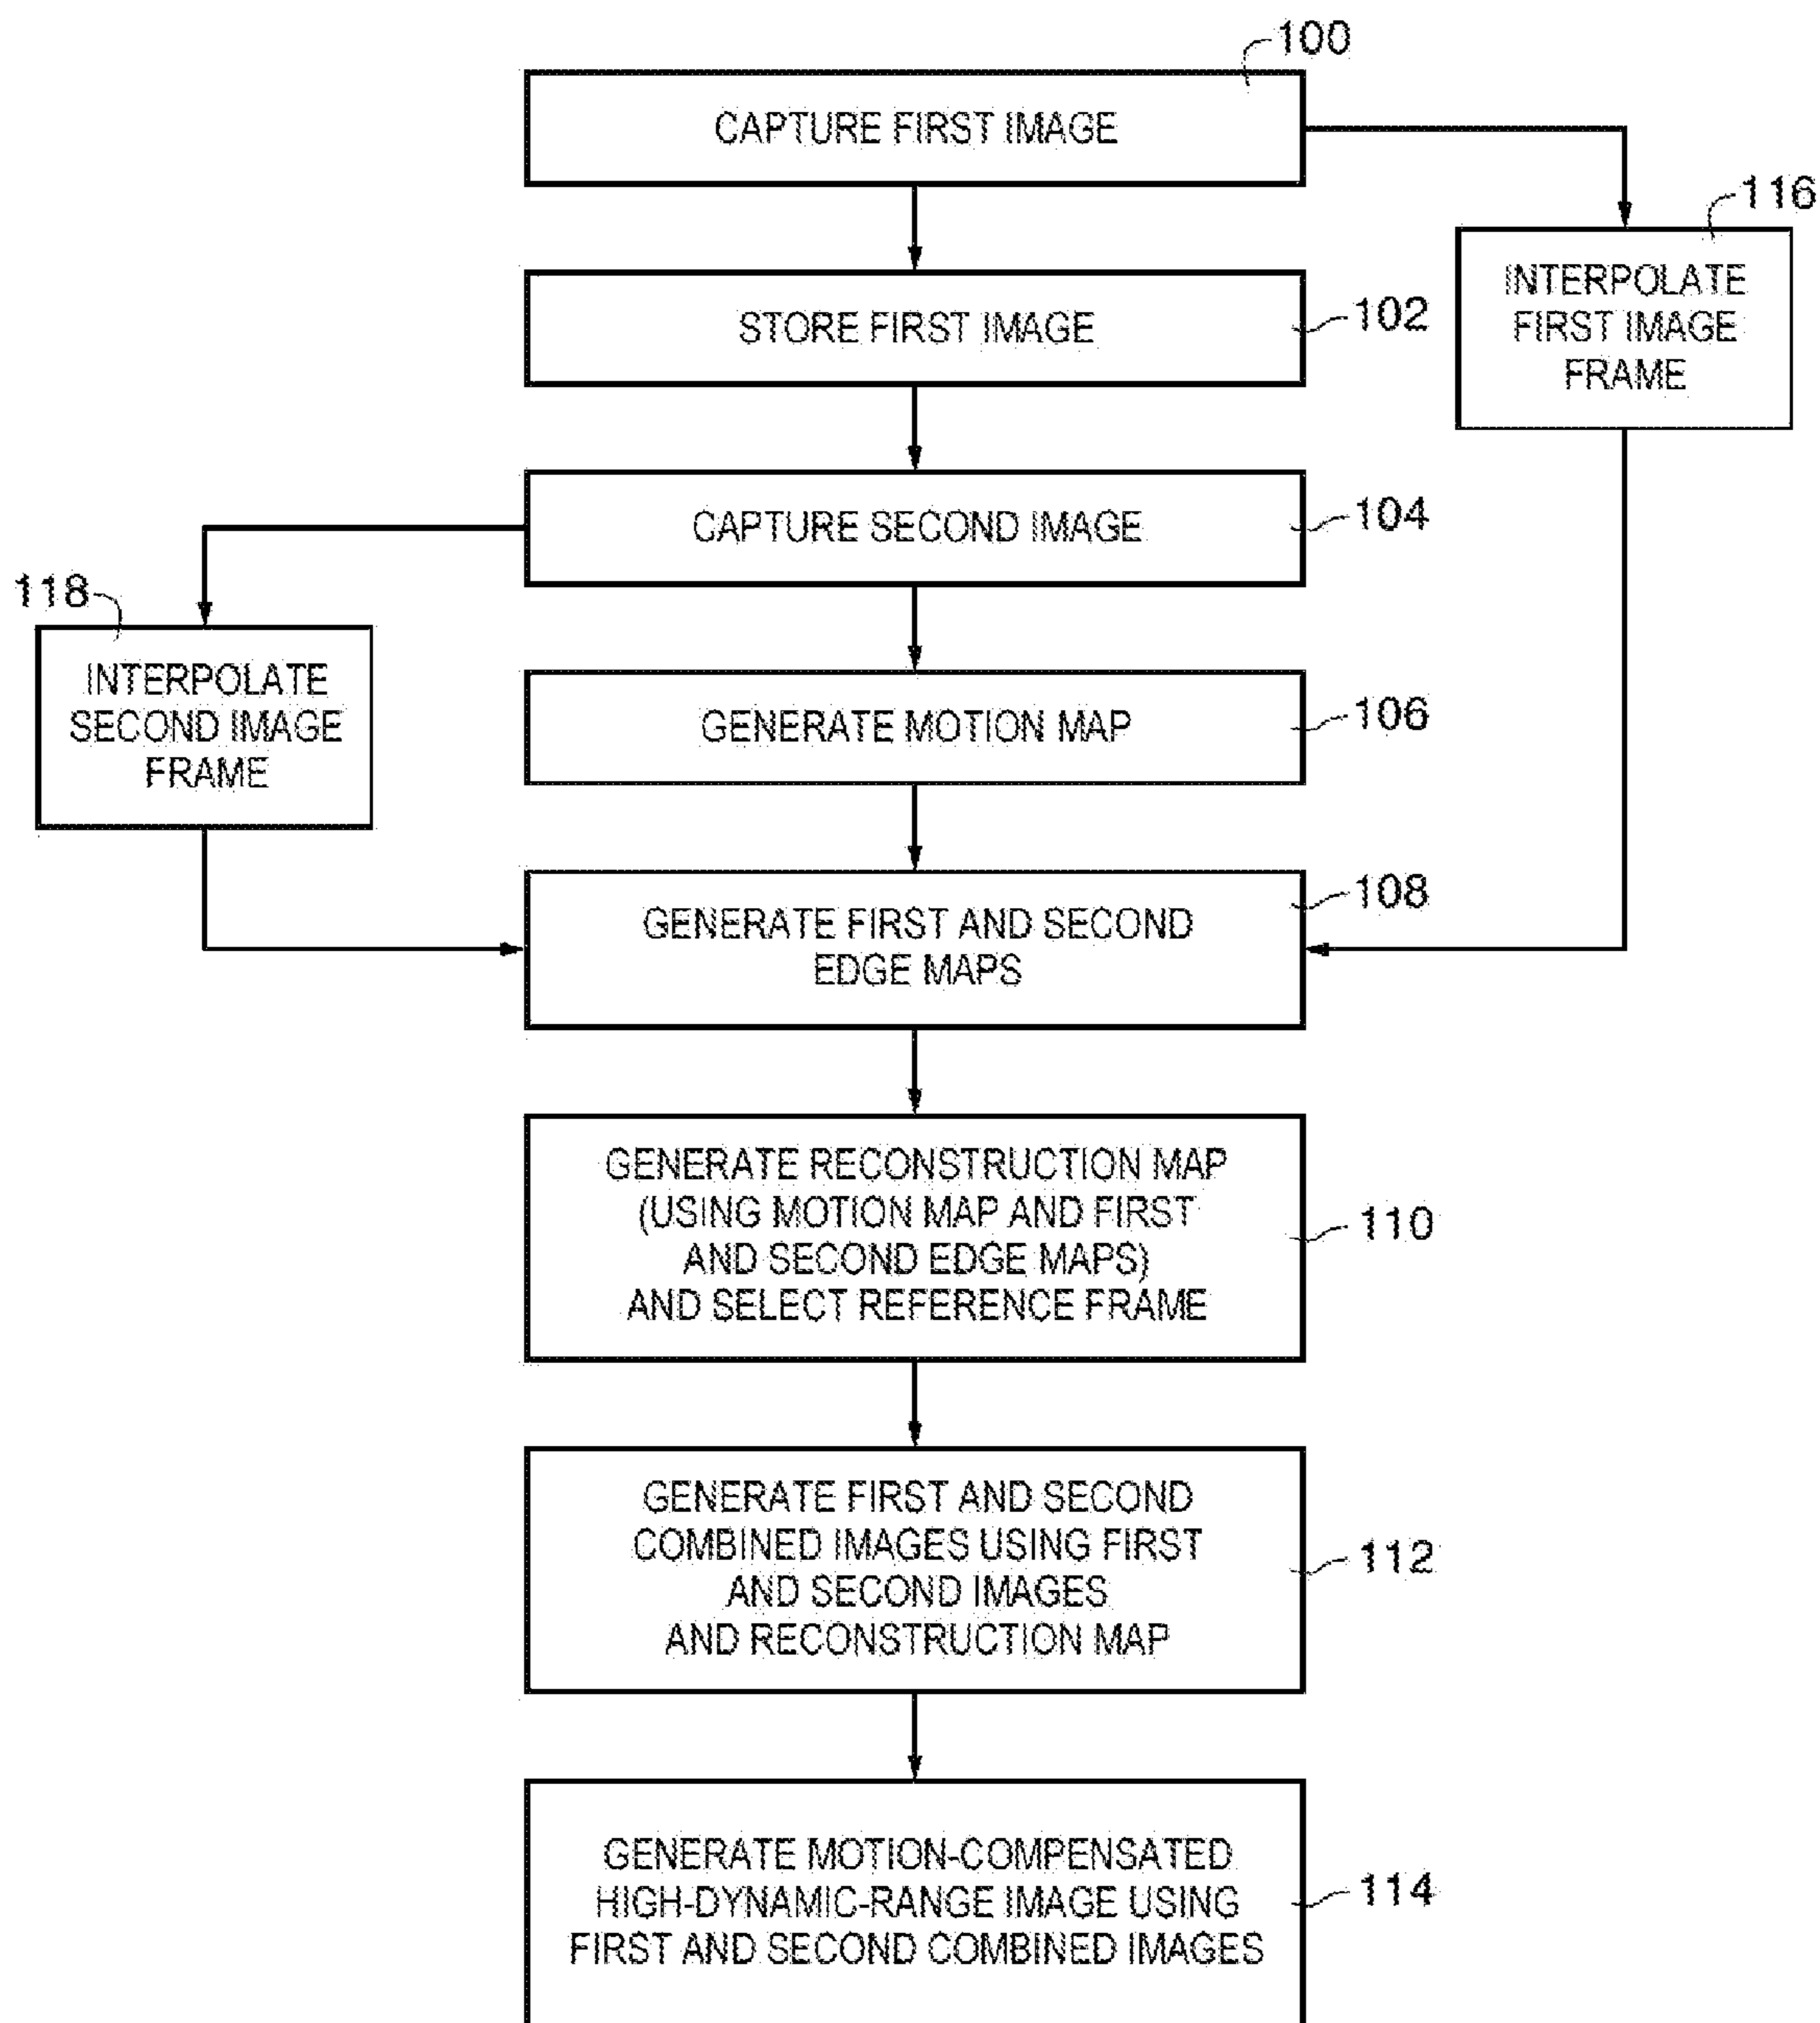 100
CAPTURE FIRST IMAGE
116
INTERPOLATE
FIRST IMAGE
FRAME
STORE FIRST IMAGE
102
CAPTURE SECOND IMAGE
104
118
INTERPOLATE
SECOND IMAGE
FRAME
GENERATE MOTION MAP
106
GENERATE FIRST AND SECOND
EDGE MAPS
108
GENERATE RECONSTRUCTION MAP
(USING MOTION MAP AND FIRST
AND SECOND EDGE MAPS)
AND SELECT REFERENCE FRAME
110
GENERATE FIRST AND SECOND
COMBINED IMAGES USING FIRST
AND SECOND IMAGES
AND RECONSTRUCTION MAP
112
GENERATE MOTION-COMPENSATED
HIGH-DYNAMIC-RANGE IMAGE USING
FIRST AND SECOND COMBINED IMAGES
114